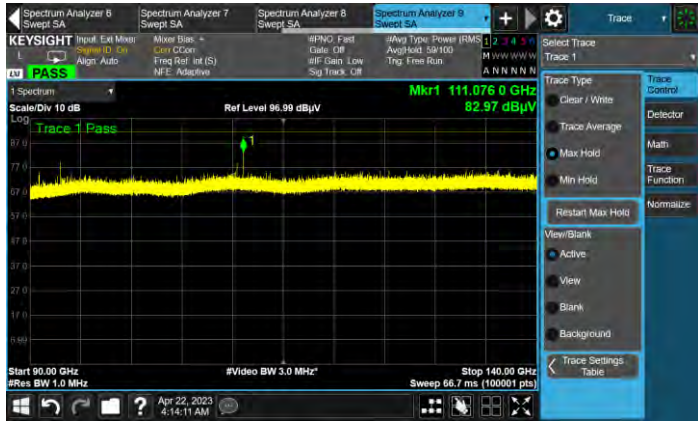 Spectrum Analyzer 6
Swept SA
Spectrum Analyzer 7
Swept SA
Spectrum Analyzer 8
Swept SA
Spectrum Analyzer 9
Swept SA
+
Trace
KEYSIGHT
L
LXI PASS
Input: Ext Mixer
Signal ID: On
Align: Auto
Mixer Bias: ÷
Corr CCorr
Freq Ref: Int (S)
NFE: Adaptive
#PNO: Fast
Gate: Off
#IF Gain: Low
Sig Track: Off
#Avg Type: Power (RMS
Avg|Hold: 59/100
Trig: Free Run
1 2 3 4 5 6
M W W W W W
A N N N N N
Select Trace
Trace 1
1 Spectrum
Scale/Div 10 dB
Ref Level 96.99 dBµV
Mkr1 111.076 0 GHz
82.97 dBµV
Log
Trace 1 Pass
1
87.0
77.0
67.0
57.0
47.0
37.0
27.0
17.0
6.99
Start 90.00 GHz
#Res BW 1.0 MHz
#Video BW 3.0 MHz*
Stop 140.00 GHz
Sweep 66.7 ms (100001 pts)
Trace Type
Clear / Write
Trace Average
Max Hold
Min Hold
Restart Max Hold
View/Blank
Active
View
Blank
Background
Trace Settings
Table
Trace
Control
Detector
Math
Trace
Function
Normalize
?
Apr 22, 2023
4:14:11 AM